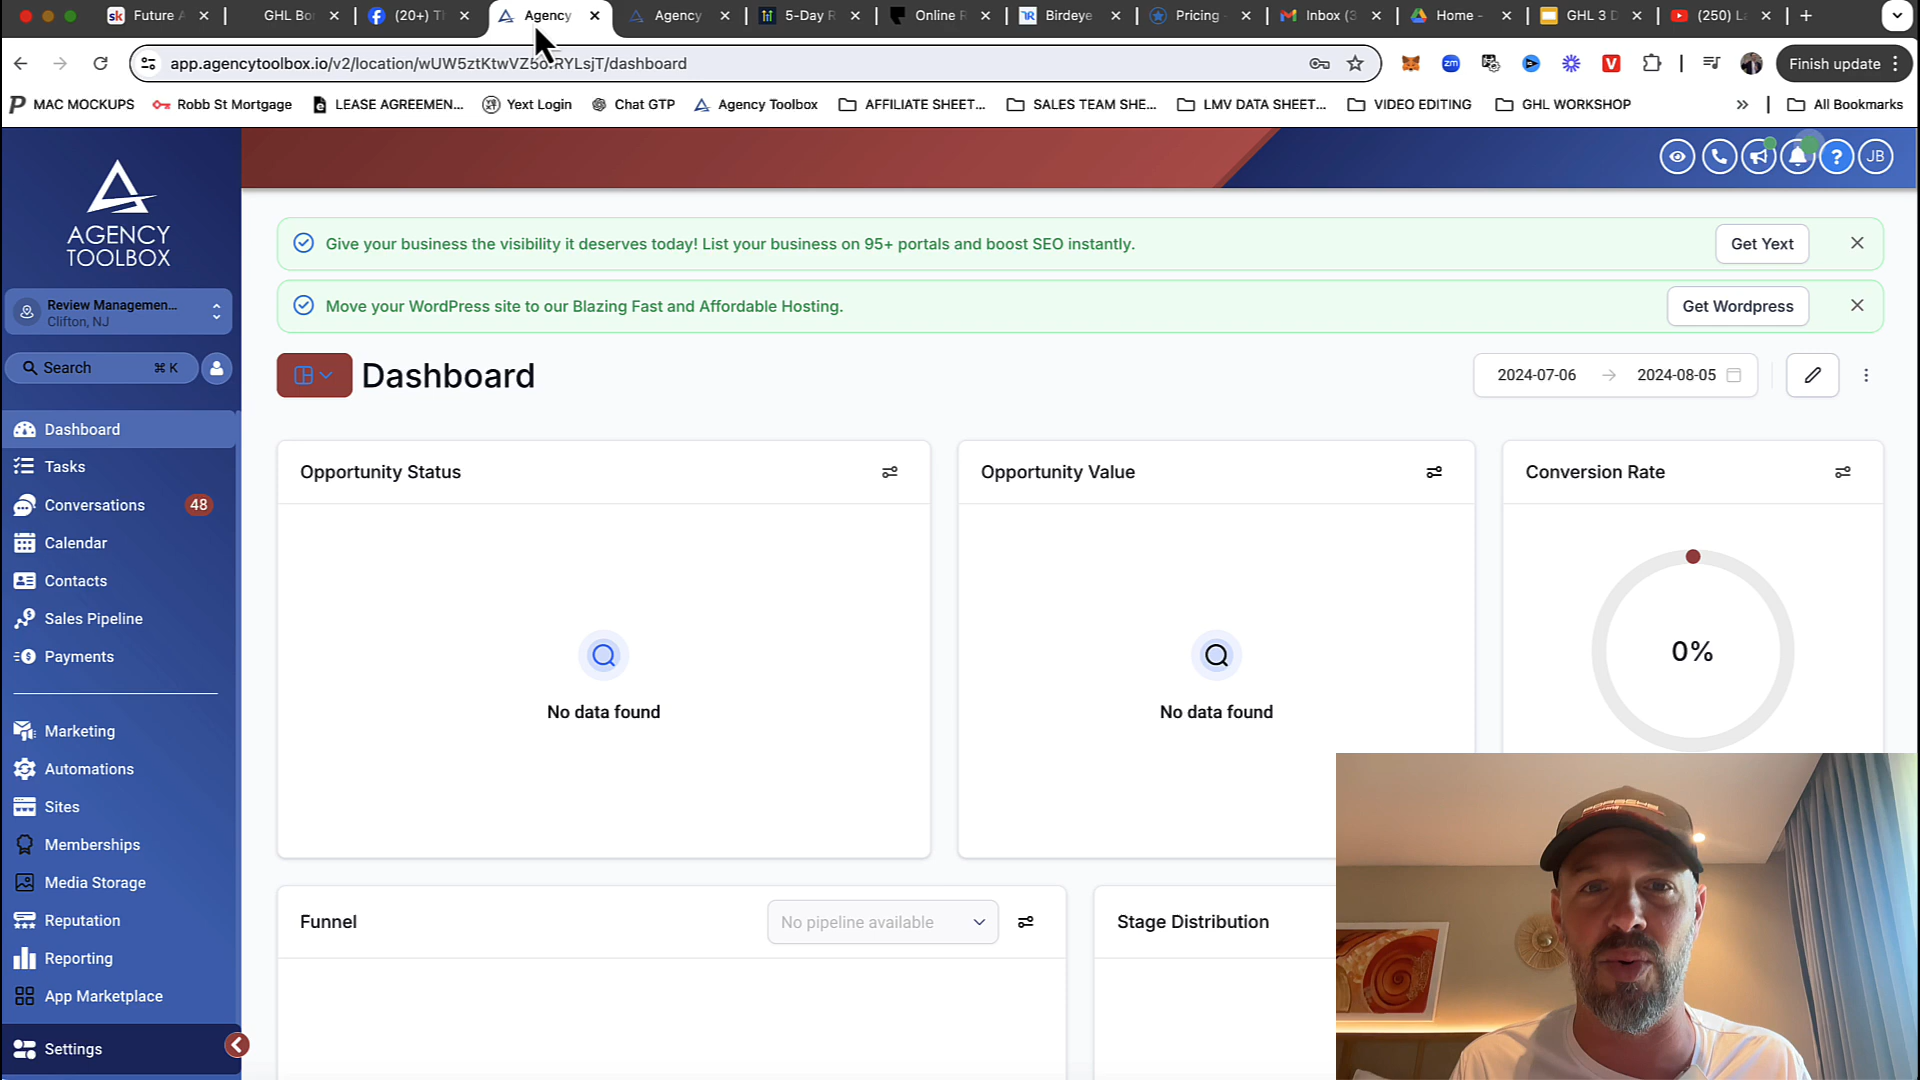 sk Future A
GHL Bo
(20+) T
Agency
Agency
5-Day R
Online R
Birdeye
Pricing -
Inbox (3
Home -
GHL 3 D
(250) L
app.agencytoolbox.io/v2/location/wUW5ztKtwVZ5 RYLsjT/dashboard
Finish update
MAC MOCKUPS
Robb St Mortgage
LEASE AGREEMEN...
Yext Login
Chat GTP
Agency Toolbox
AFFILIATE SHEET...
SALES TEAM SHE...
LMV DATA SHEET...
VIDEO EDITING
GHL WORKSHOP
All Bookmarks
AGENCY
TOOLBOX
JB
Give your business the visibility it deserves today! List your business on 95+ portals and boost SEO instantly.
Get Yext
Move your WordPress site to our Blazing Fast and Affordable Hosting.
Get Wordpress
Review Managemen...
Clifton, NJ
Search ⌘ K
Dashboard
2024-07-06 → 2024-08-05
Dashboard
Tasks
Conversations 48
Calendar
Contacts
Sales Pipeline
Payments
Marketing
Automations
Sites
Memberships
Media Storage
Reputation
Reporting
App Marketplace
Settings
Opportunity Status
No data found
Opportunity Value
No data found
Conversion Rate
0%
Funnel
No pipeline available
Stage Distribution